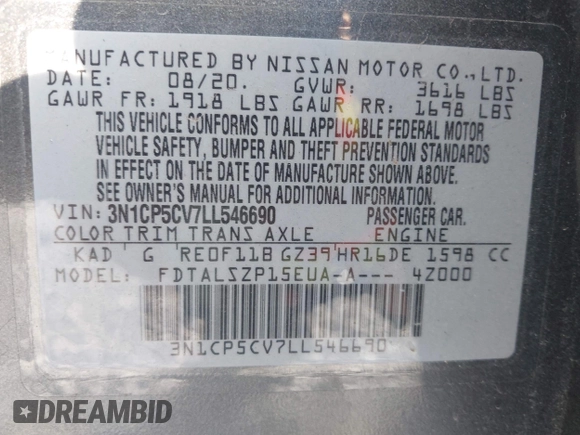 MANUFACTURED BY NISSAN MOTOR CO.,LTD.
DATE: 08/20. GVWR: 3616 LBS
GAWR FR: 1918 LBS GAWR RR: 1698 LBS
THIS VEHICLE CONFORMS TO ALL APPLICABLE FEDERAL MOTOR
VEHICLE SAFETY, BUMPER AND THEFT PREVENTION STANDARDS
IN EFFECT ON THE DATE OF MANUFACTURE SHOWN ABOVE.
SEE OWNER'S MANUAL FOR ADDITIONAL INFORMATION.
VIN: 3N1CP5CV7LL546690 PASSENGER CAR.
COLOR TRIM TRANS AXLE ENGINE
KAD G RE0F11B GZ39 HR16DE 1598 CC
MODEL: FDTALSZP15EUA-A--- 4Z000
3N1CP5CV7LL546690
DREAMBID